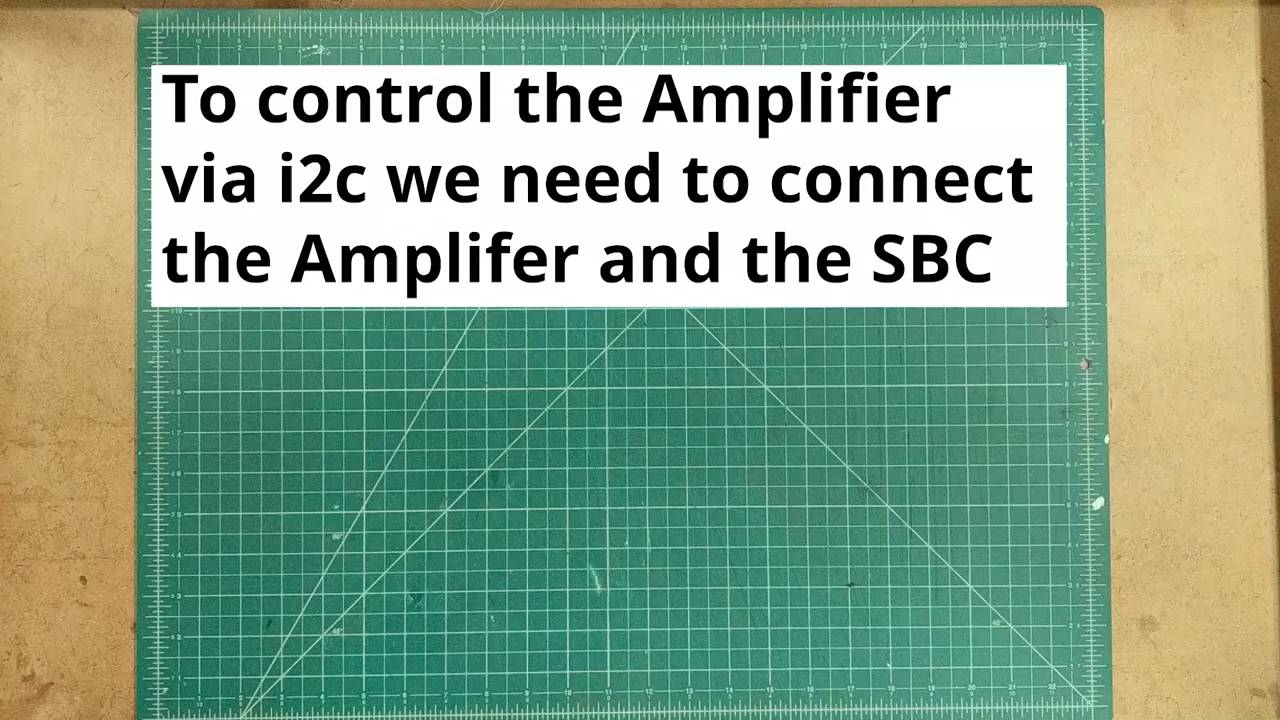 To control the Amplifier
via i2c we need to connect
the Amplifer and the SBC